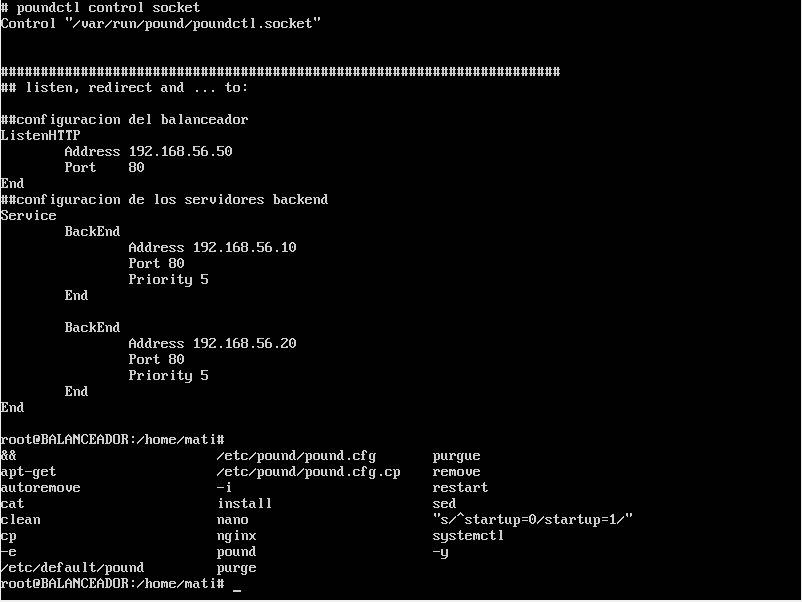 # poundctl control socket
Control "/var/run/pound/poundctl.socket"
######################################################################
## listen, redirect and ... to:
##configuracion del balanceador
ListenHTTP
Address 192.168.56.50
Port 80
End
##configuracion de los servidores backend
Service
BackEnd
Address 192.168.56.10
Port 80
Priority 5
End
BackEnd
Address 192.168.56.20
Port 80
Priority 5
End
End
root@BALANCEADOR:/home/mati#
&& /etc/pound/pound.cfg purgue
apt-get /etc/pound/pound.cfg.cp remove
autoremove -i restart
cat install sed
clean nano "s/^startup=0/startup=1/"
cp nginx systemctl
-e pound -y
/etc/default/pound purge
root@BALANCEADOR:/home/mati# _